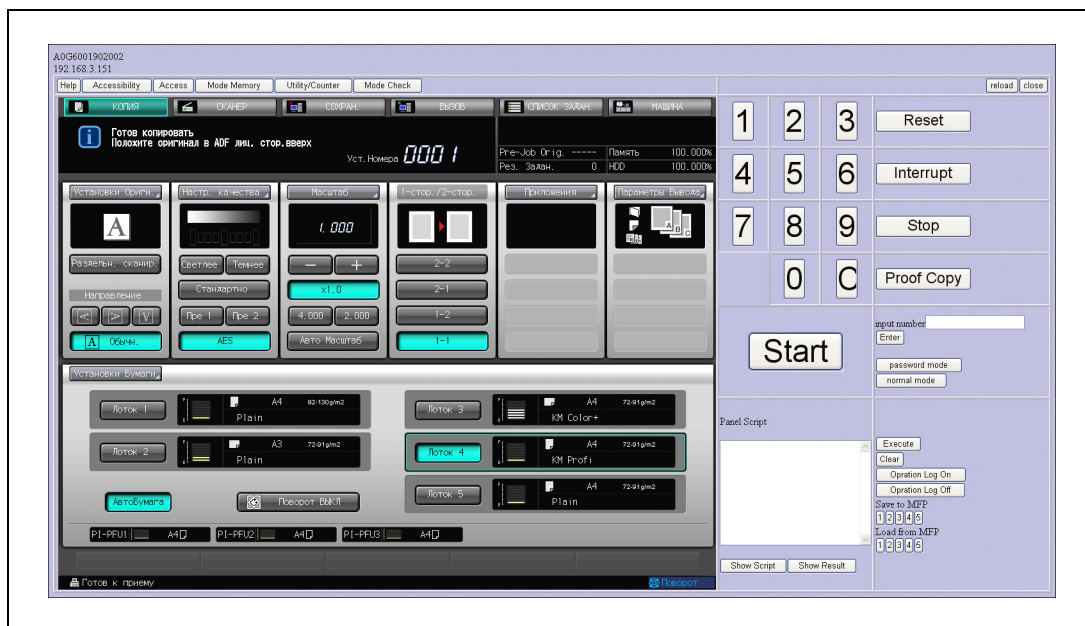 A0G6001902002
192.168.3.151
Help Accessibility Access Mode Memory Utility/Counter Mode Check reload close
КОПИЯ СКАНЕР СОХРАН. ВЫЗОВ СПИСОК ЗАДАН. МАШИНА
Готов копировать
Положите оригинал в ADF лиц. стор.вверх
Уст.Номера 0001
Pre-Job Orig. ----- Память 100.000%
Рез. Задан. 0 HDD 100.000%
Установки Ориги. Настр. качества Масштаб 1-стор./2-стор. Приложения Параметры Вывода
A 1. 000 A B C
Раздельн. сканир. Светлее Темнее − + 2-2
Направление Стандартно x1.0 2-1
< > V Пре 1 Пре 2 4.000 2.000 1-2
A Обычн. AES Авто Масштаб 1-1
Установки Бумаги
Лоток 1 A4 92-130g/m2 Plain
Лоток 2 A3 72-91g/m2 Plain
Лоток 3 A4 72-91g/m2 KM Color+
Лоток 4 A4 72-91g/m2 KM Profi
Лоток 5 A4 72-91g/m2 Plain
АвтоБумага Поворот ВЫКЛ
PI-PFU1 A4 PI-PFU2 A4 PI-PFU3 A4
Готов к приему Поворот
1 2 3 Reset
4 5 6 Interrupt
7 8 9 Stop
0 C Proof Copy
Start
input number
Enter
password mode
normal mode
Panel Script
Execute
Clear
Opration Log On
Opration Log Off
Save to MFP
1 2 3 4 5
Load from MFP
1 2 3 4 5
Show Script Show Result